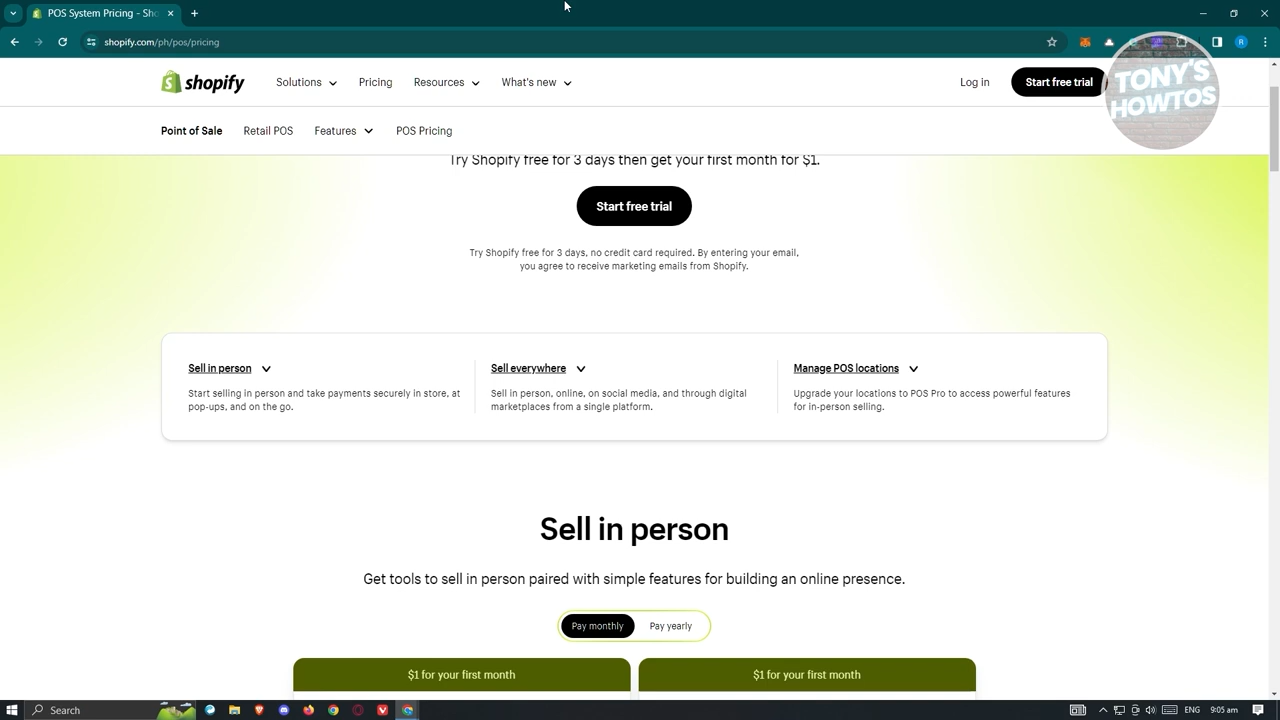 POS System Pricing - Sho
shopify.com/ph/pos/pricing
R
shopify
Solutions
Pricing
Resources
What's new
Log in
Start free trial
TONY'S
HOWTOS
Point of Sale
Retail POS
Features
POS Pricing
Try Shopify free for 3 days then get your first month for $1.
Start free trial
Try Shopify free for 3 days, no credit card required. By entering your email,
you agree to receive marketing emails from Shopify.
Sell in person
Start selling in person and take payments securely in store, at
pop-ups, and on the go.
Sell everywhere
Sell in person, online, on social media, and through digital
marketplaces from a single platform.
Manage POS locations
Upgrade your locations to POS Pro to access powerful features
for in-person selling.
Sell in person
Get tools to sell in person paired with simple features for building an online presence.
Pay monthly
Pay yearly
$1 for your first month
$1 for your first month
Search
ENG
9:05 am